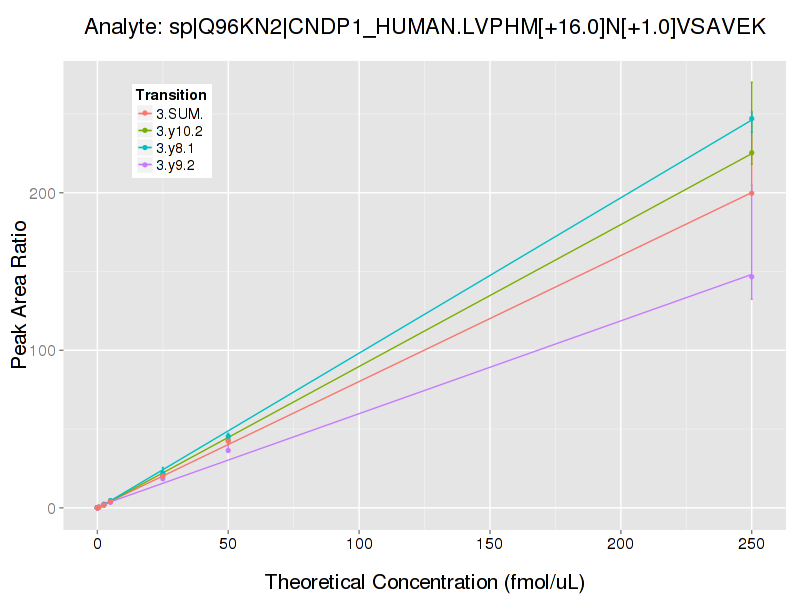 Analyte: sp|Q96KN2|CNDP1_HUMAN.LVPHM[+16.0]N[+1.0]VSAVEK
Transition
3.SUM.
3.y10.2
3.y8.1
3.y9.2
Peak Area Ratio
200
100
0
0 50 100 150 200 250
Theoretical Concentration (fmol/uL)